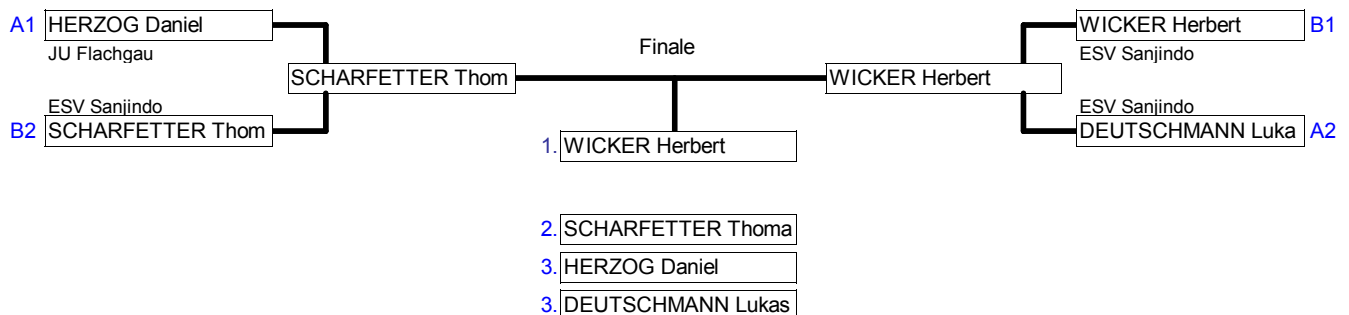 A1 HERZOG Daniel
JU Flachgau
SCHARFETTER Thom
ESV Sanjindo
B2 SCHARFETTER Thom
Finale
WICKER Herbert B1
ESV Sanjindo
WICKER Herbert
ESV Sanjindo
DEUTSCHMANN Luka A2
1. WICKER Herbert
2. SCHARFETTER Thoma
3. HERZOG Daniel
3. DEUTSCHMANN Lukas